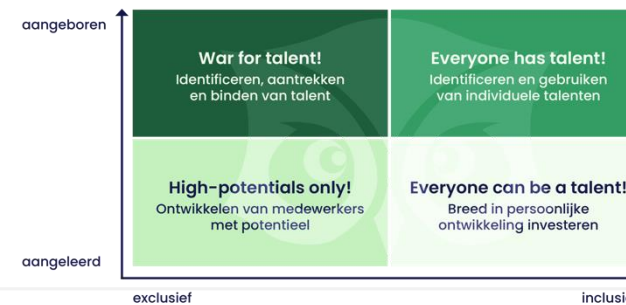 aangeboren
War for talent!
Identificeren, aantrekken
en binden van talent
Everyone has talent!
Identificeren en gebruiken
van individuele talenten
High-potentials only!
Ontwikkelen van medewerkers
met potentieel
Everyone can be a talent!
Breed in persoonlijke
ontwikkeling investeren
aangeleerd
exclusief